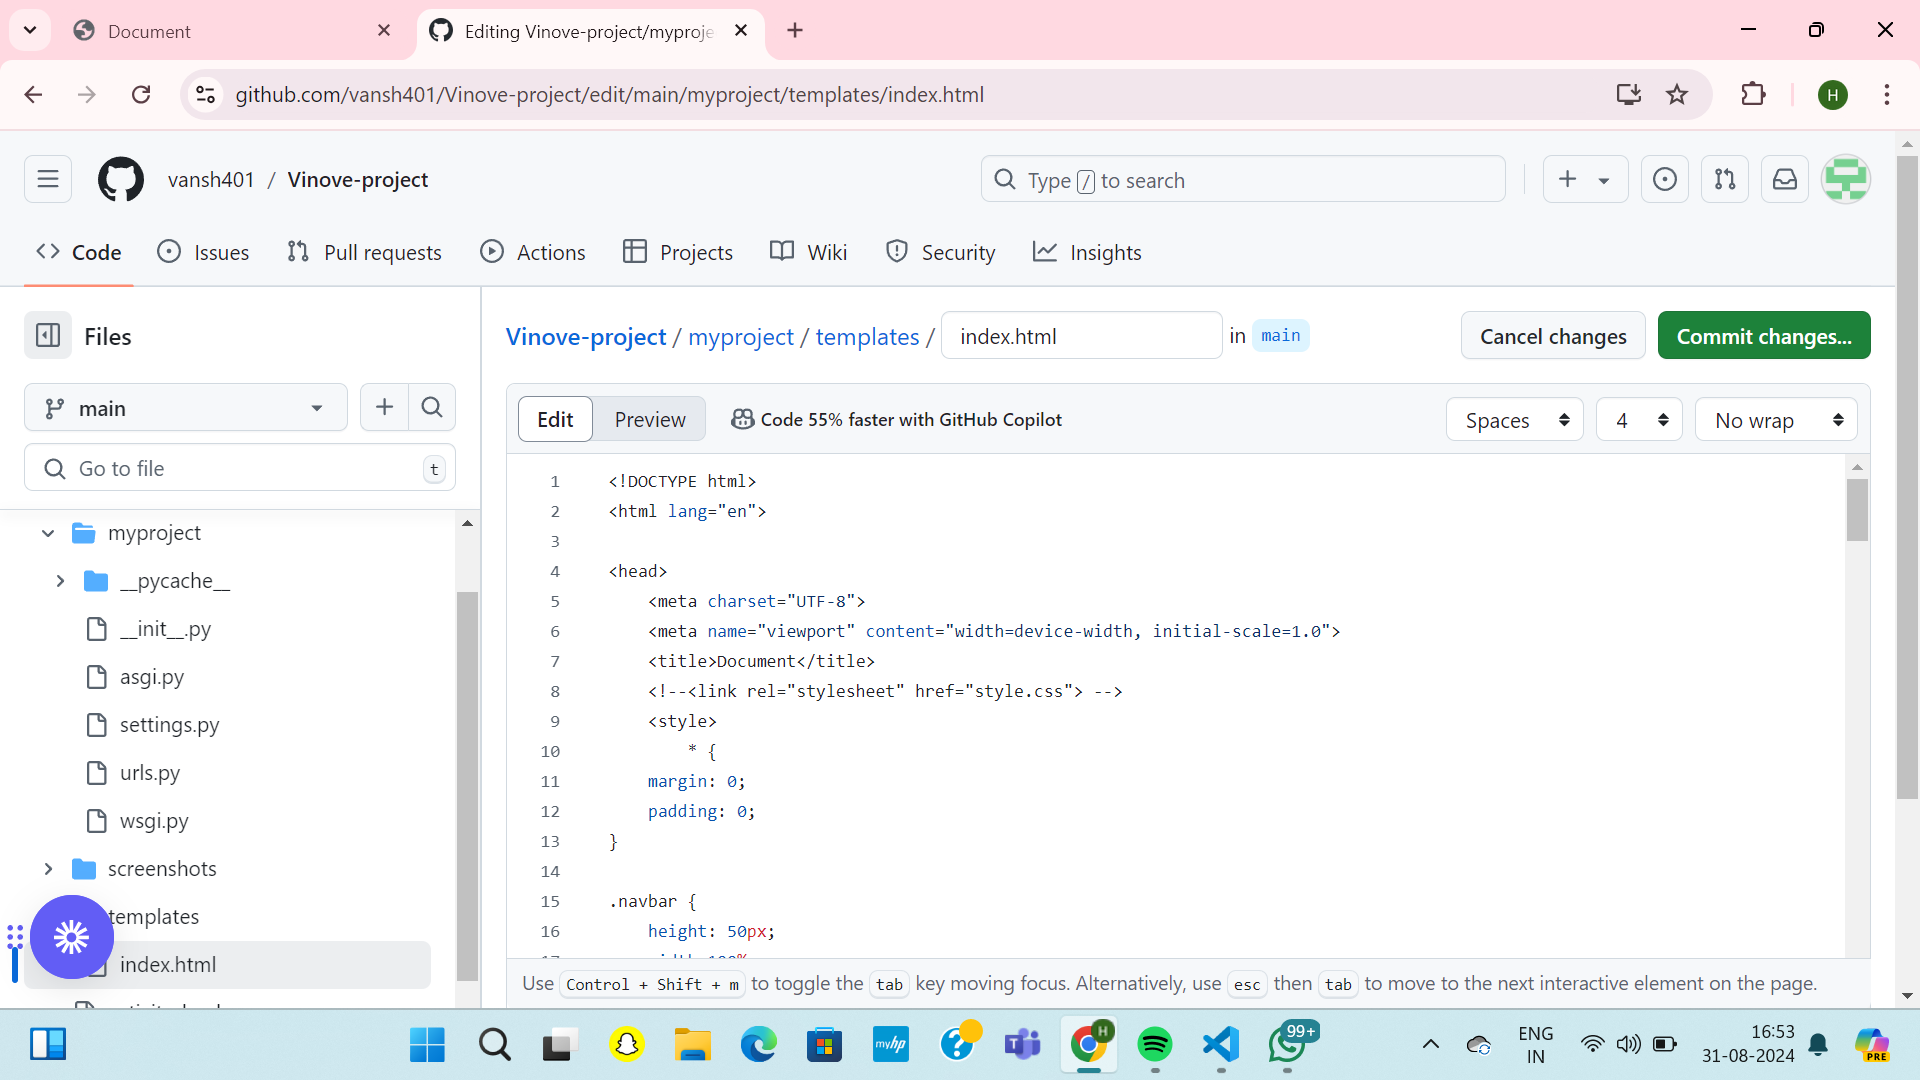 Document
Editing Vinove-project/myproje
github.com/vansh401/Vinove-project/edit/main/myproject/templates/index.html
H
vansh401 / Vinove-project
Type / to search
Code
Issues
Pull requests
Actions
Projects
Wiki
Security
Insights
Files
Vinove-project / myproject / templates / index.html in main
Cancel changes
Commit changes...
main
Edit
Preview
Code 55% faster with GitHub Copilot
Spaces
4
No wrap
Go to file
t
myproject
__pycache__
__init__.py
asgi.py
settings.py
urls.py
wsgi.py
screenshots
templates
index.html
1 <!DOCTYPE html>
2 <html lang="en">
3
4 <head>
5 <meta charset="UTF-8">
6 <meta name="viewport" content="width=device-width, initial-scale=1.0">
7 <title>Document</title>
8 <!--<link rel="stylesheet" href="style.css"> -->
9 <style>
10 * {
11 margin: 0;
12 padding: 0;
13 }
14
15 .navbar {
16 height: 50px;
Use Control + Shift + m to toggle the tab key moving focus. Alternatively, use esc then tab to move to the next interactive element on the page.
myhp
H
99+
ENG
IN
16:53
31-08-2024
PRE